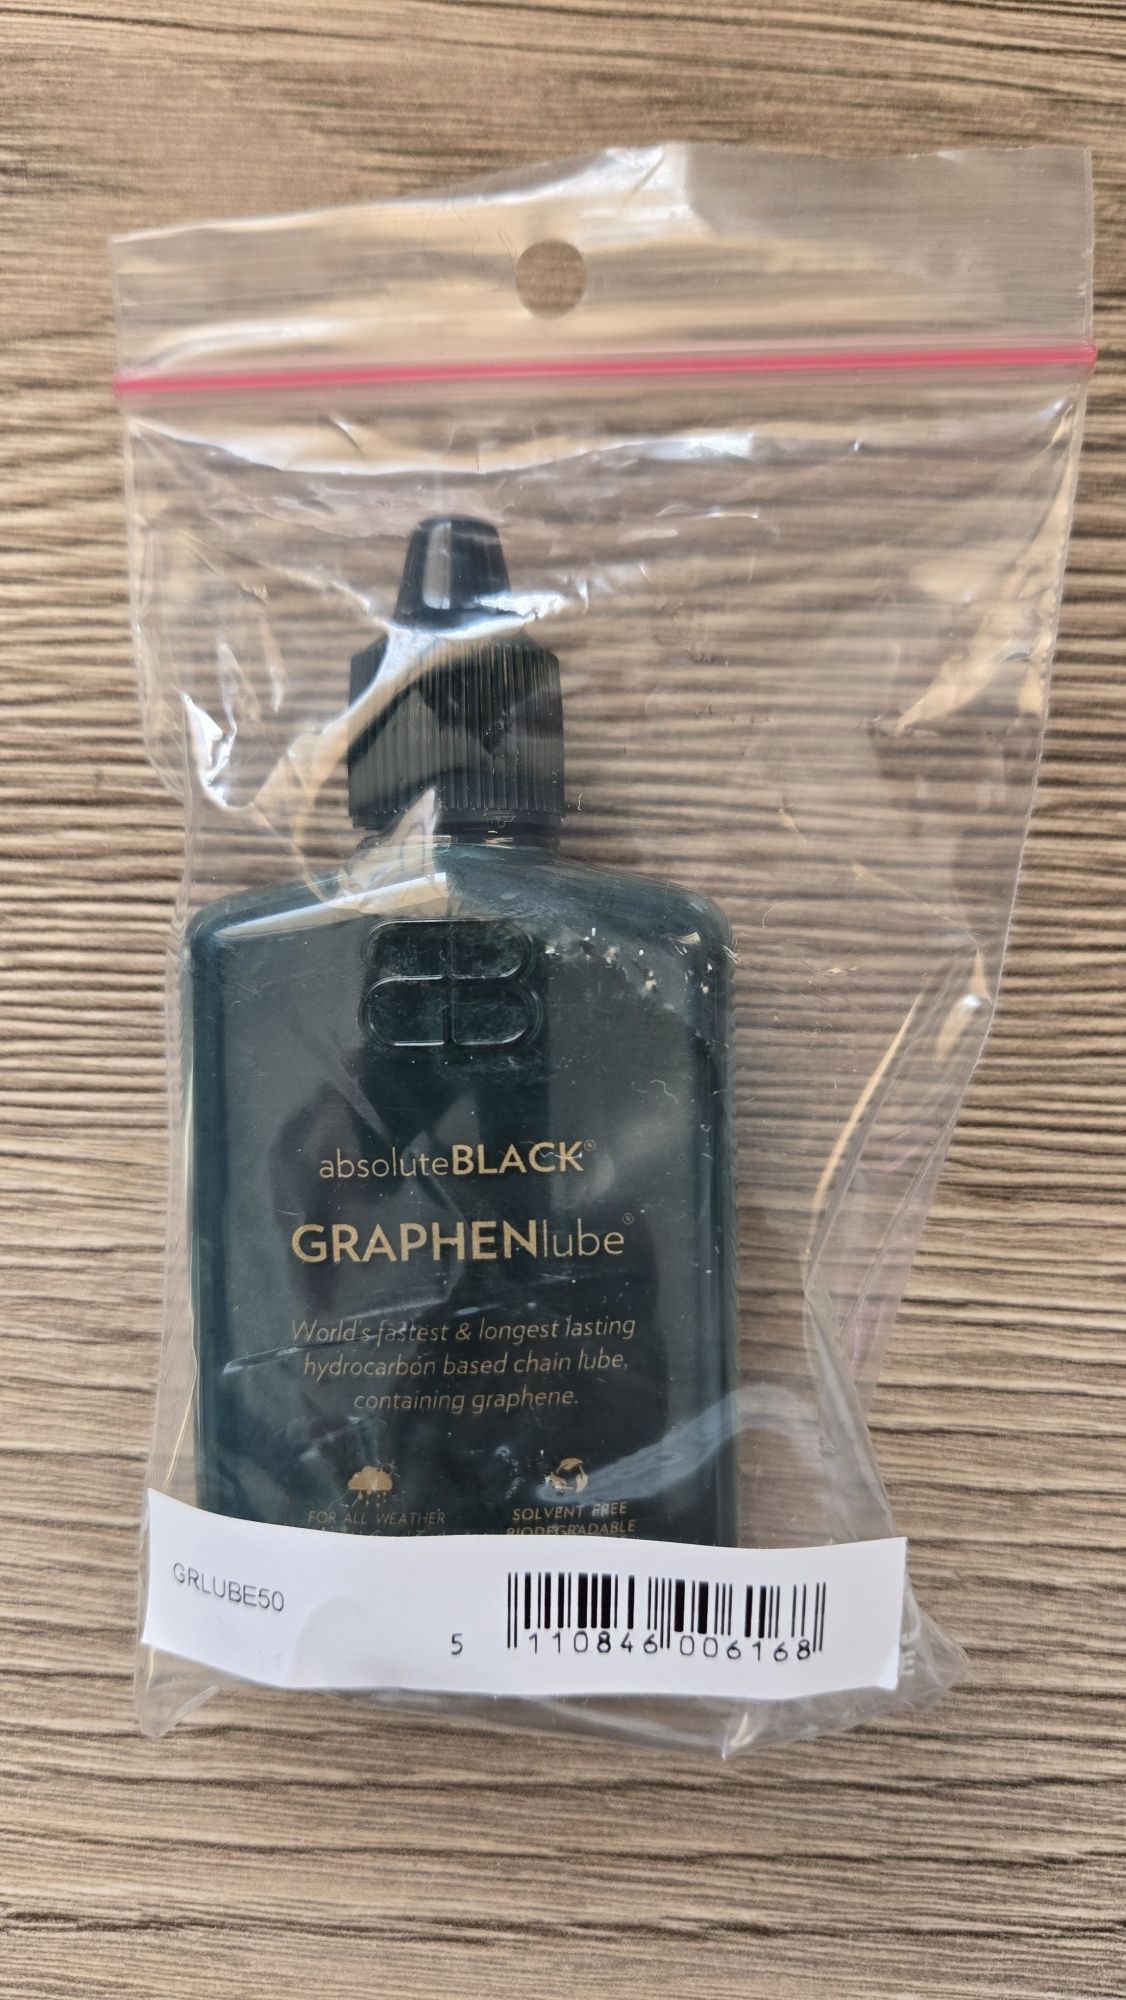 absoluteBLACK®
GRAPHENlube®
World's fastest & longest lasting
hydrocarbon based chain lube,
containing graphene.
FOR ALL WEATHER
SOLVENT FREE
BIODEGRADABLE
GRLUBE50
5 110846 006168